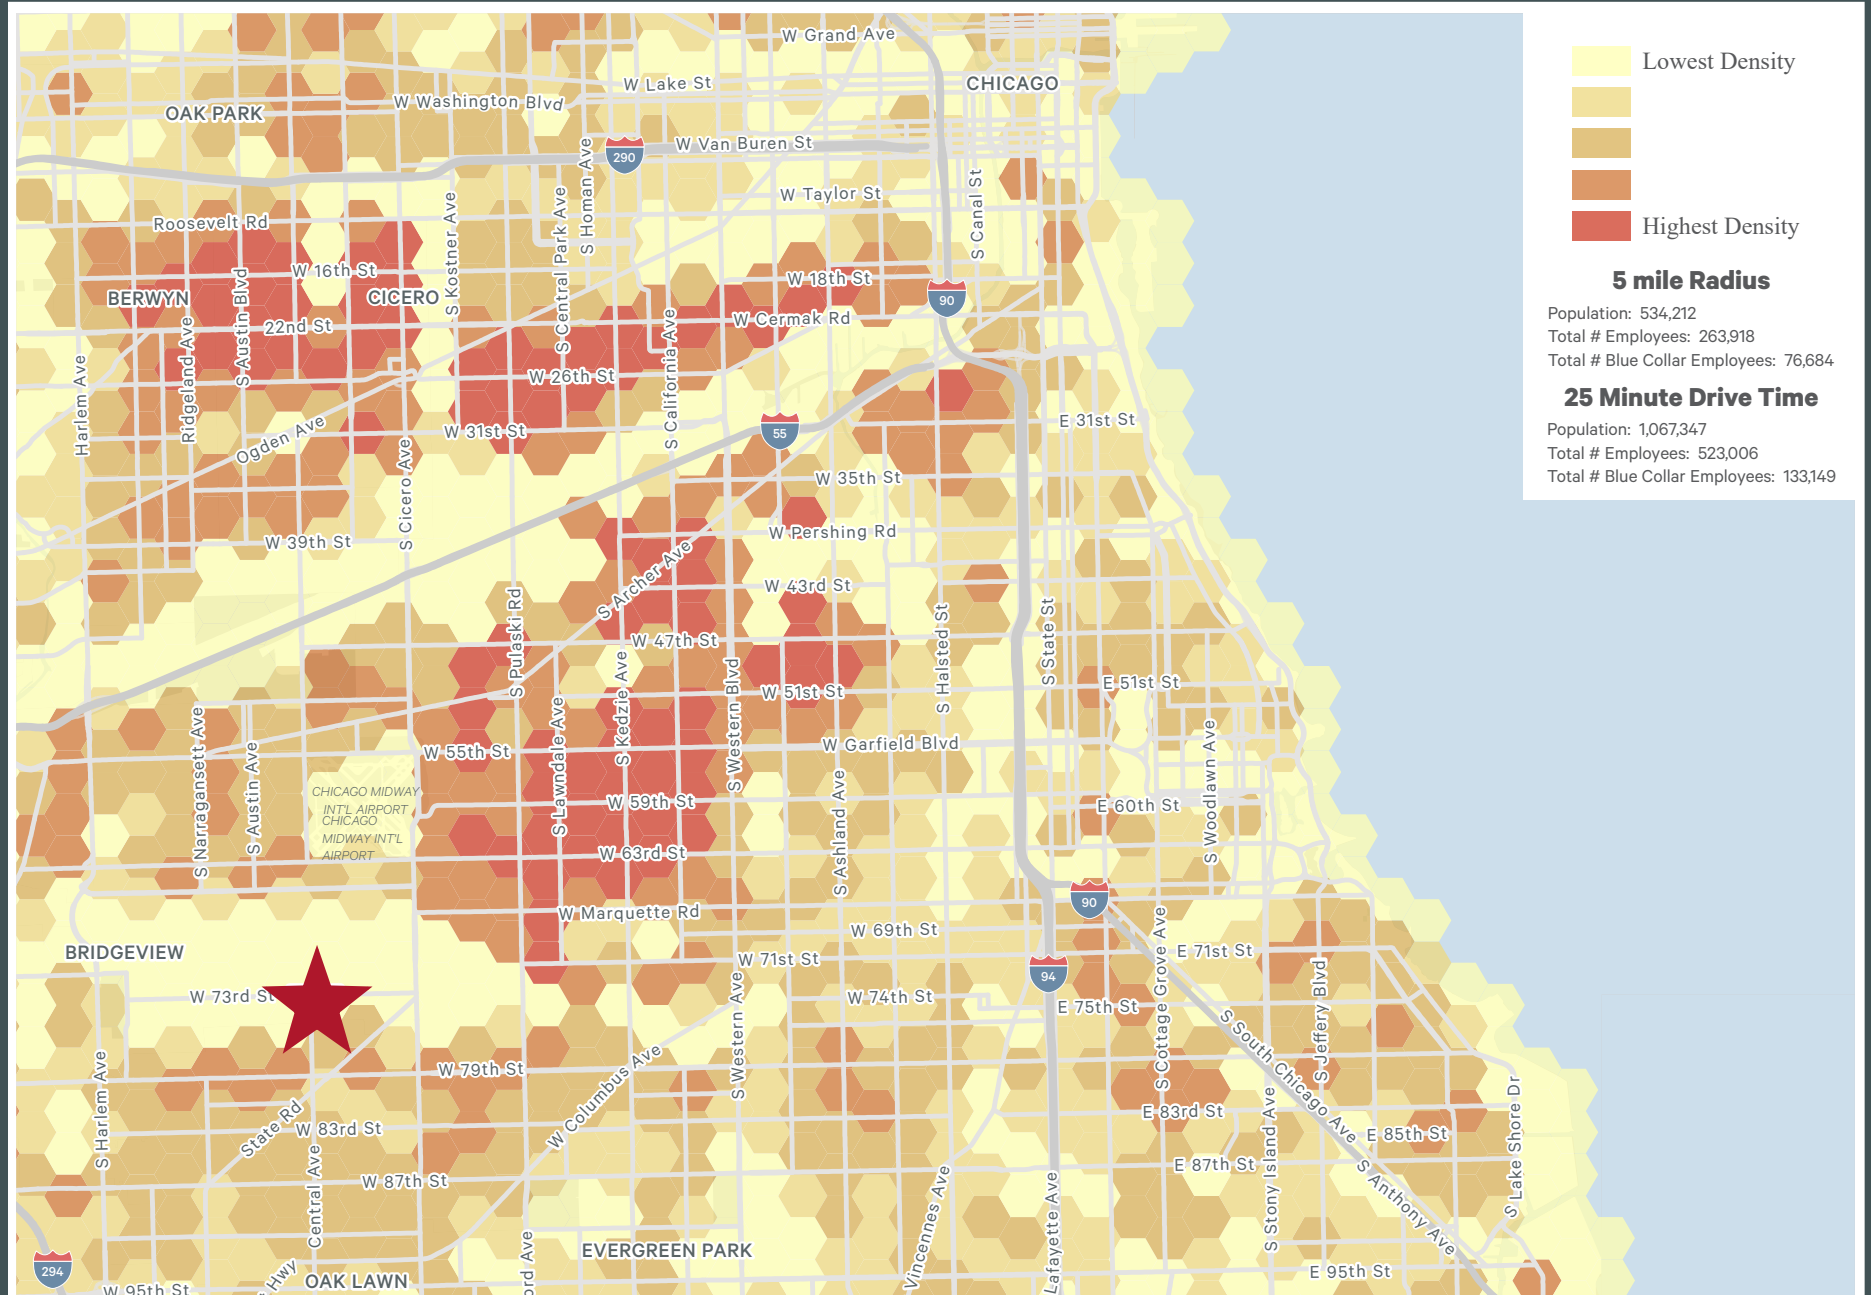 W Grand Ave
W Lake St
CHICAGO
W Washington Blvd
OAK PARK
290
W Van Buren St
W Taylor St
S Homan Ave
S Canal St
Roosevelt Rd
S Kostner Ave
S Central Park Ave
W 16th St
W 18th St
BERWYN
CICERO
S Austin Blvd
90
22nd St
W Cermak Rd
Harlem Ave
Ridgeland Ave
S California Ave
W 26th St
Ogden Ave
W 31st St
55
E 31st St
S Cicero Ave
W 35th St
W 39th St
W Pershing Rd
S Archer Ave
W 43rd St
S Pulaski Rd
W 47th St
S Halsted St
S State St
S Kedzie Ave
S Western Blvd
W 51st St
E 51st St
S Narragansett Ave
S Austin Ave
S Lawndale Ave
W 55th St
W Garfield Blvd
S Woodlawn Ave
CHICAGO MIDWAY
INT'L AIRPORT
CHICAGO
MIDWAY INT'L
AIRPORT
W 59th St
S Ashland Ave
E 60th St
W 63rd St
W Marquette Rd
90
W 69th St
BRIDGEVIEW
W 71st St
E 71st St
S Cottage Grove Ave
94
W 73rd St
W 74th St
E 75th St
S Western Ave
S Jeffery Blvd
S South Chicago Ave
W 79th St
W Columbus Ave
S Harlem Ave
State Rd
W 83rd St
E 83rd St
E 85th St
S Lake Shore Dr
S Stony Island Ave
Central Ave
W 87th St
E 87th St
S Anthony Ave
Vincennes Ave
Lafayette Ave
EVERGREEN PARK
294
ord Ave
W 95th St
Hwy
OAK LAWN
E 95th St
Lowest Density
Highest Density
5 mile Radius
Population: 534,212
Total # Employees: 263,918
Total # Blue Collar Employees: 76,684
25 Minute Drive Time
Population: 1,067,347
Total # Employees: 523,006
Total # Blue Collar Employees: 133,149